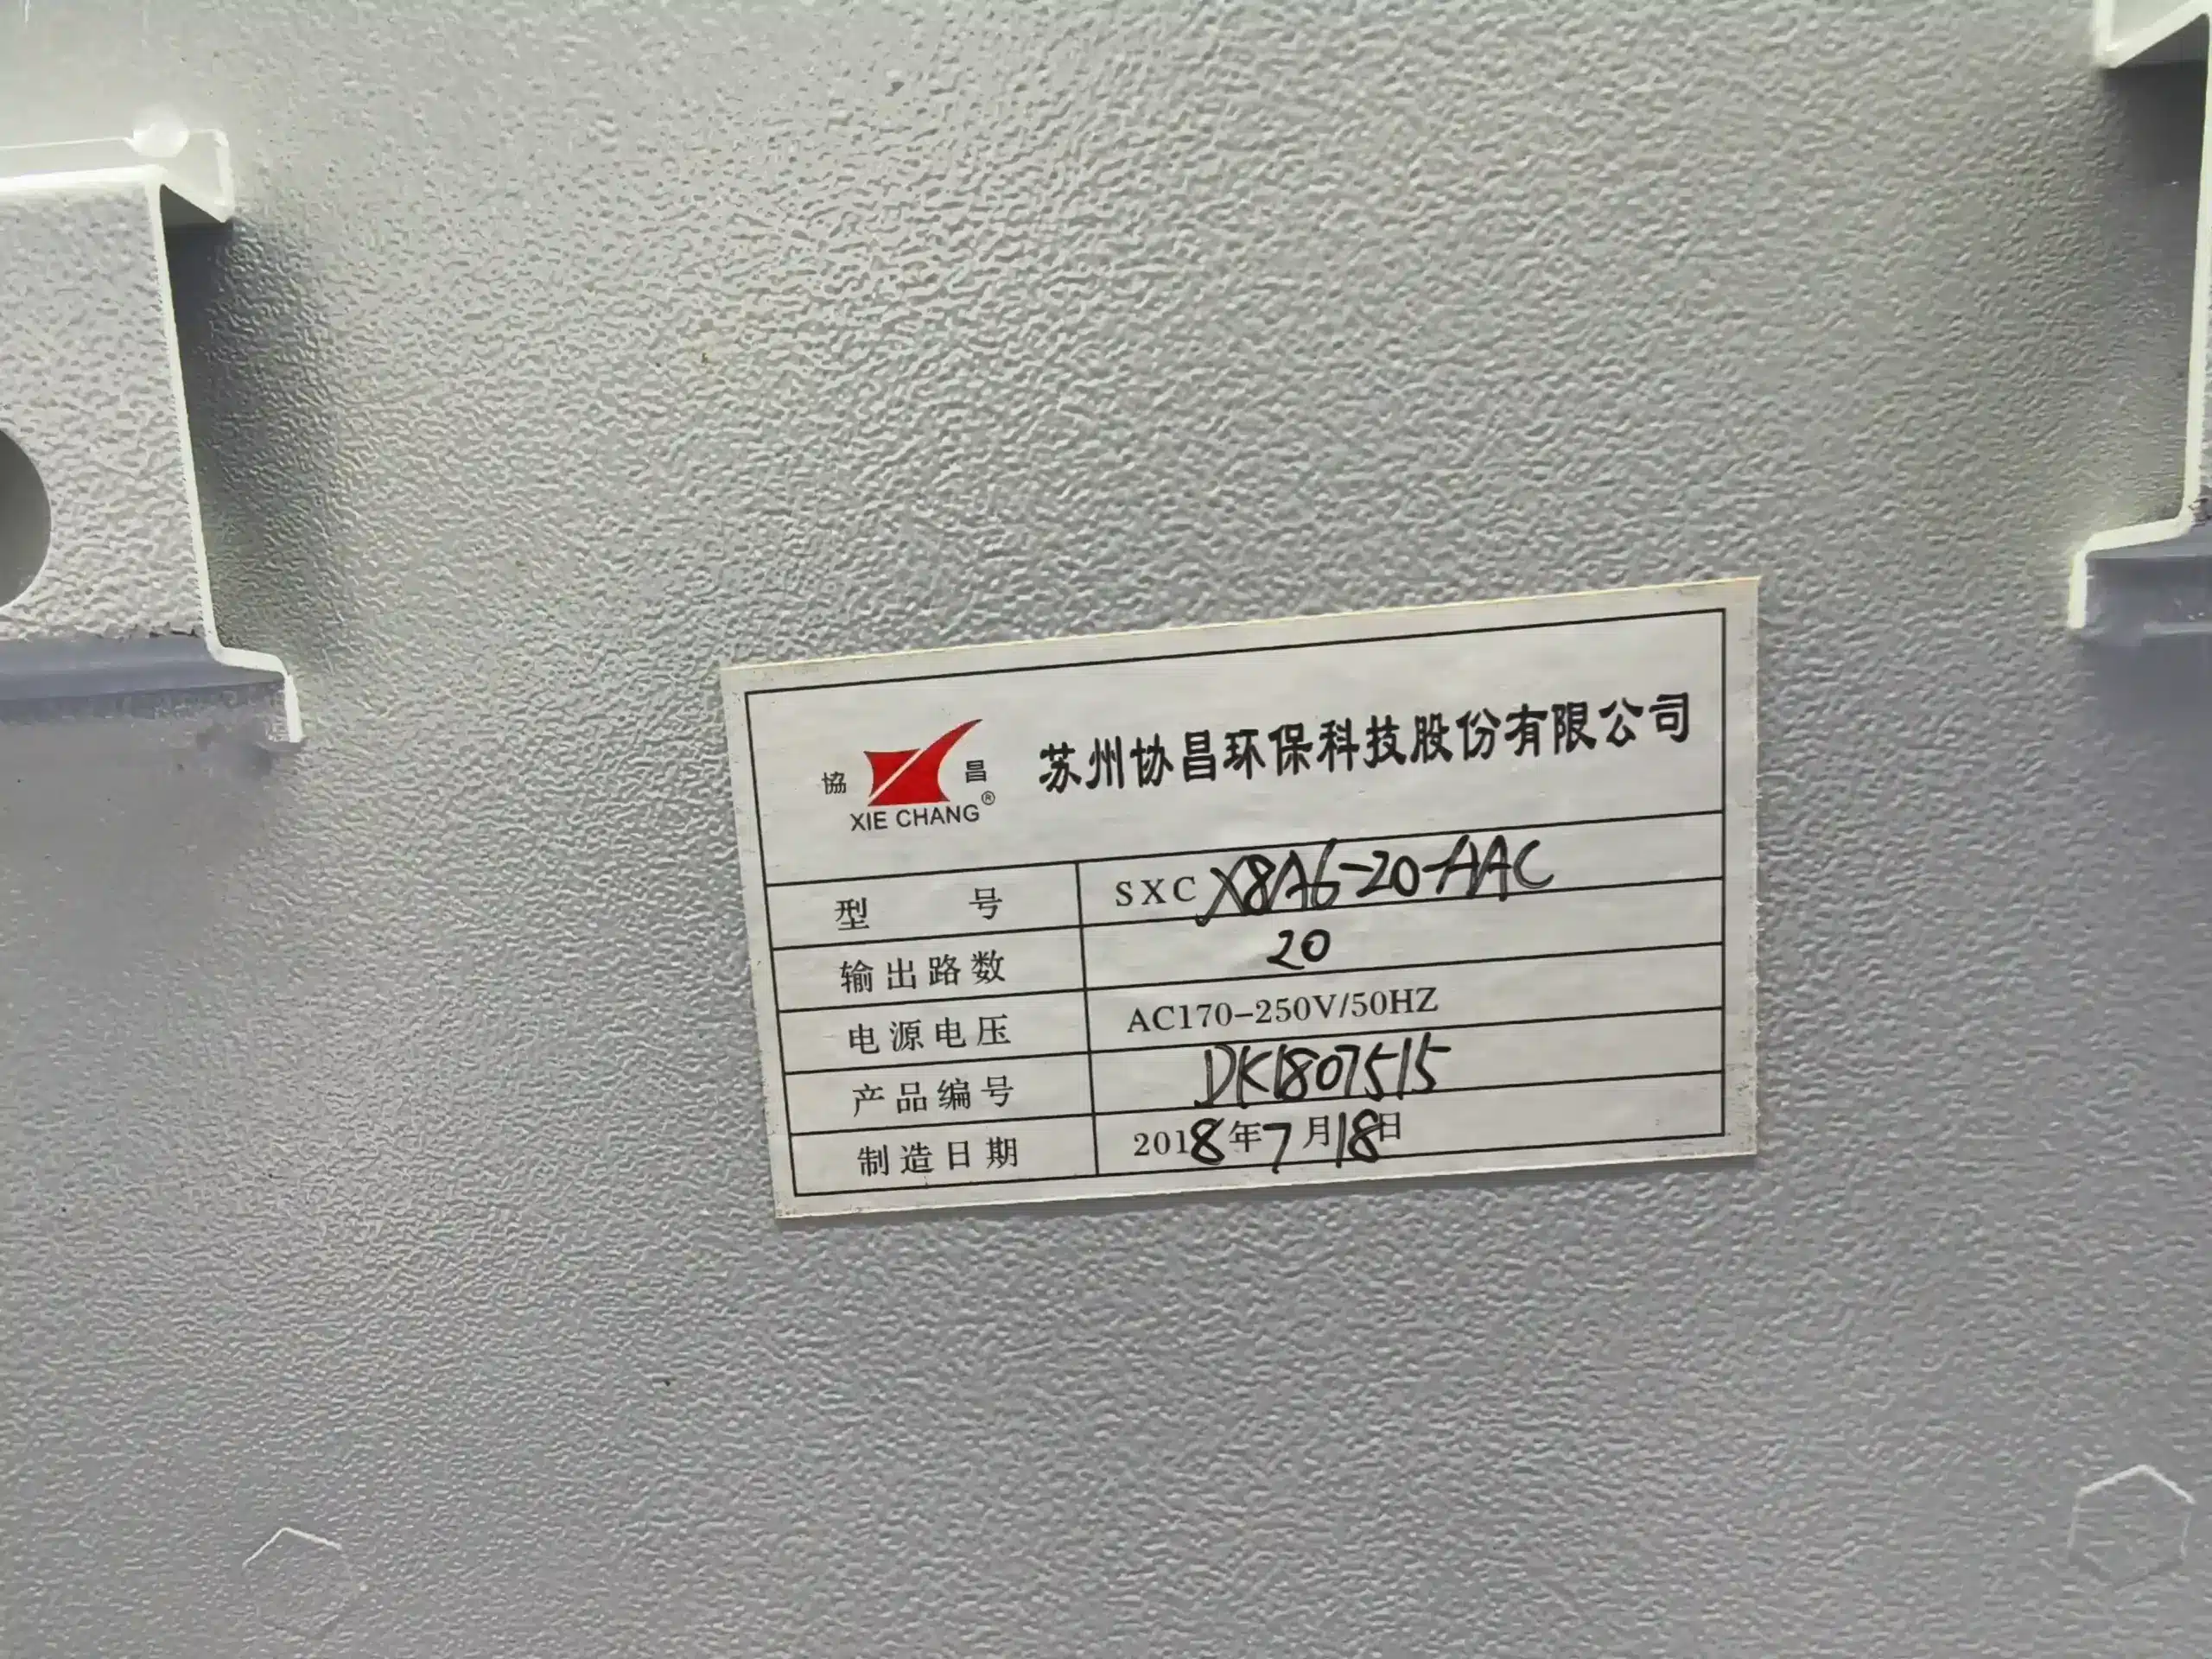 協 昌
XIE CHANG®
苏州协昌环保科技股份有限公司
型 号 SXC X8A6-20-AAC
输出路数 20
电源电压 AC170-250V/50HZ
产品编号 DK1807515
制造日期 2018年7月18日